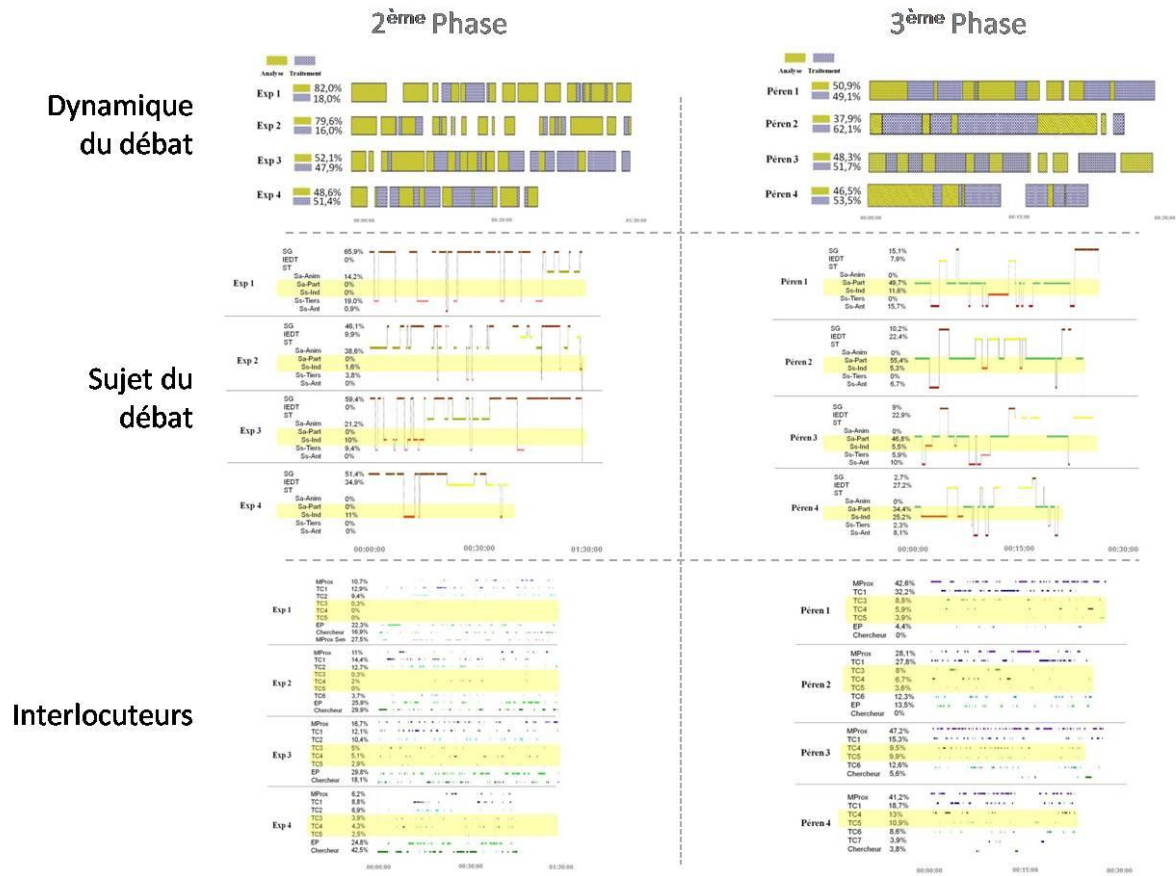 2ème Phase
3ème Phase
Dynamique
du débat
Analyse Traitement
Exp 1 82,0%
18,0%
Exp 2 79,6%
16,0%
Exp 3 52,1%
47,9%
Exp 4 48,6%
51,4%
00:00:00 01:20:00
Analyse Traitement
Péren 1 50,9%
49,1%
Péren 2 37,9%
62,1%
Péren 3 48,3%
51,7%
Péren 4 46,5%
53,5%
00:00:00 00:15:00
Sujet du
débat
Exp 1
SG 65,9%
IEDT 0%
ST
Sa-Anim 14,2%
Sa-Part 0%
Ss-Ind 0%
Ss-Tiers 19,0%
Ss-Ant 0,9%
Exp 2
SG 46,1%
IEDT 9,9%
ST
Sa-Anim 38,6%
Sa-Part 0%
Ss-Ind 1,6%
Ss-Tiers 3,8%
Ss-Ant 0%
Exp 3
SG 59,4%
IEDT 0%
ST
Sa-Anim 21,2%
Sa-Part 0%
Ss-Ind 10%
Ss-Tiers 9,4%
Ss-Ant 0%
Exp 4
SG 51,4%
IEDT 34,9%
ST
Sa-Anim 0%
Sa-Part 0%
Ss-Ind 11%
Ss-Tiers 0%
Ss-Ant 0%
00:00:00 00:30:00 01:30:00
Péren 1
SG 15,1%
IEDT 7,9%
ST
Sa-Anim 0%
Sa-Part 49,7%
Ss-Ind 11,6%
Ss-Tiers 0%
Ss-Ant 15,7%
Péren 2
SG 10,2%
IEDT 22,4%
ST
Sa-Anim 0%
Sa-Part 55,4%
Ss-Ind 5,3%
Ss-Tiers 0%
Ss-Ant 6,7%
Péren 3
SG 9%
IEDT 22,9%
ST
Sa-Anim 0%
Sa-Part 46,8%
Ss-Ind 5,5%
Ss-Tiers 5,9%
Ss-Ant 10%
Péren 4
SG 2,7%
IEDT 27,2%
ST
Sa-Anim 0%
Sa-Part 34,4%
Ss-Ind 25,2%
Ss-Tiers 2,3%
Ss-Ant 8,1%
00:00:00 00:15:00 00:30:00
Interlocuteurs
Exp 1
MProx 10,7%
TC1 12,9%
TC2 9,4%
TC3 0,3%
TC4 0%
TC5 0%
EP 22,3%
Chercheur 16,9%
MProx Sen 27,5%
Exp 2
MProx 11%
TC1 14,4%
TC2 12,7%
TC3 0,3%
TC4 2%
TC5 0%
TC6 3,7%
EP 25,9%
Chercheur 29,9%
Exp 3
MProx 16,7%
TC1 12,1%
TC2 10,4%
TC3 5%
TC4 5,1%
TC5 2,9%
EP 29,8%
Chercheur 18,1%
Exp 4
MProx 6,2%
TC1 8,8%
TC2 6,9%
TC3 3,9%
TC4 4,3%
TC5 2,5%
EP 24,8%
Chercheur 42,5%
00:00:00 00:30:00
Péren 1
MProx 42,6%
TC1 32,2%
TC3 8,8%
TC4 5,9%
TC5 3,9%
EP 4,4%
Chercheur 0%
Péren 2
MProx 28,1%
TC1 27,8%
TC3 8%
TC4 6,7%
TC5 3,6%
TC6 12,3%
EP 13,5%
Chercheur 0%
Péren 3
MProx 47,2%
TC1 15,3%
TC4 9,5%
TC5 9,9%
TC6 12,6%
Chercheur 5,6%
Péren 4
MProx 41,2%
TC1 18,7%
TC4 13%
TC5 10,9%
TC6 8,6%
TC7 3,9%
Chercheur 3,8%
00:00:00 00:15:00 00:30:00